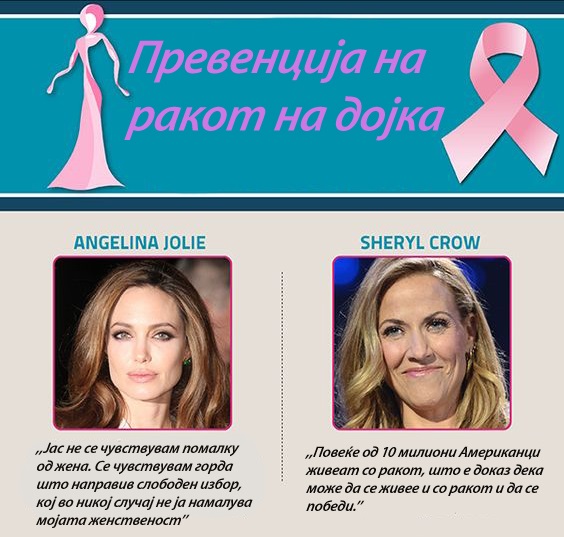 Превенција на
ракот на дојка
ANGELINA JOLIE
SHERYL CROW
,,Јас не се чувствувам помалку
од жена. Се чувствувам горда
што направив слободен избор,
кој во никој случај не ја намалува
мојата женственост’’
,,Повеќе од 10 милиони Американци
живеат со ракот, што е доказ дека
може да се живее и со ракот и да се
победи.’’